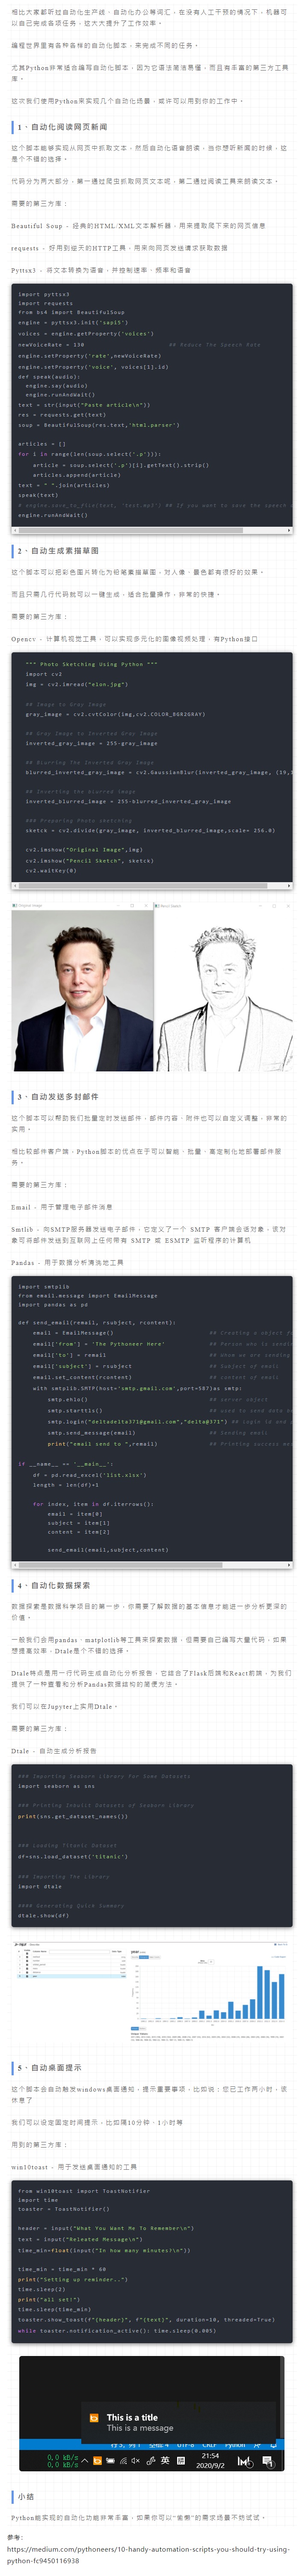 相比大家都听过自动化生产线、自动化办公等词汇，在没有人工干预的情况下，机器可
以自己完成各项任务，这大大提升了工作效率。
编程世界里有各种各样的自动化脚本，来完成不同的任务。
尤其Python非常适合编写自动化脚本，因为它语法简洁易懂，而且有丰富的第三方工具
库。
这次我们使用Python来实现几个自动化场景，或许可以用到你的工作中。
1、自动化阅读网页新闻
这个脚本能够实现从网页中抓取文本，然后自动化语音朗读，当你想听新闻的时候，这
是个不错的选择。
代码分为两大部分，第一通过爬虫抓取网页文本呢，第二通过阅读工具来朗读文本。
需要的第三方库：
Beautiful Soup - 经典的HTML/XML文本解析器，用来提取爬下来的网页信息
requests - 好用到逆天的HTTP工具，用来向网页发送请求获取数据
Pyttsx3 - 将文本转换为语音，并控制速率、频率和语音
import pyttsx3
import requests
from bs4 import BeautifulSoup
engine = pyttsx3.init('sapi5')
voices = engine.getProperty('voices')
newVoiceRate = 130 ## Reduce The Speech Rate
engine.setProperty('rate',newVoiceRate)
engine.setProperty('voice', voices[1].id)
def speak(audio):
engine.say(audio)
engine.runAndWait()
text = str(input("Paste article\n"))
res = requests.get(text)
soup = BeautifulSoup(res.text,'html.parser')
articles = []
for i in range(len(soup.select('.p'))):
article = soup.select('.p')[i].getText().strip()
articles.append(article)
text = " ".join(articles)
speak(text)
# engine.save_to_file(text, 'test.mp3') ## If you want to save the speech
engine.runAndWait()
2、自动生成素描草图
这个脚本可以把彩色图片转化为铅笔素描草图，对人像、景色都有很好的效果。
而且只需几行代码就可以一键生成，适合批量操作，非常的快捷。
需要的第三方库：
Opencv - 计算机视觉工具，可以实现多元化的图像视频处理，有Python接口
""" Photo Sketching Using Python """
import cv2
img = cv2.imread("elon.jpg")
## Image to Gray Image
gray_image = cv2.cvtColor(img,cv2.COLOR_BGR2GRAY)
## Gray Image to Inverted Gray Image
inverted_gray_image = 255-gray_image
## Blurring The Inverted Gray Image
blurred_inverted_gray_image = cv2.GaussianBlur(inverted_gray_image, (19,1
## Inverting the blurred image
inverted_blurred_image = 255-blurred_inverted_gray_image
### Preparing Photo sketching
sketck = cv2.divide(gray_image, inverted_blurred_image,scale= 256.0)
cv2.imshow("Original Image",img)
cv2.imshow("Pencil Sketch", sketck)
cv2.waitKey(0)
Original Image
Pencil Sketch
3、自动发送多封邮件
这个脚本可以帮助我们批量定时发送邮件，邮件内容、附件也可以自定义调整，非常的
实用。
相比较邮件客户端，Python脚本的优点在于可以智能、批量、高定制化地部署邮件服
务。
需要的第三方库：
Email - 用于管理电子邮件消息
Smtlib - 向SMTP服务器发送电子邮件，它定义了一个 SMTP 客户端会话对象，该对
象可将邮件发送到互联网上任何带有 SMTP 或 ESMTP 监听程序的计算机
Pandas - 用于数据分析清洗地工具
import smtplib
from email.message import EmailMessage
import pandas as pd
def send_email(remail, rsubject, rcontent):
email = EmailMessage() ## Creating a object f
email['from'] = 'The Pythoneer Here' ## Person who is sendin
email['to'] = remail ## Whom we are sending
email['subject'] = rsubject ## Subject of email
email.set_content(rcontent) ## content of email
with smtplib.SMTP(host='smtp.gmail.com',port=587)as smtp:
smtp.ehlo() ## server object
smtp.starttls() ## used to send data be
smtp.login("deltadelta371@gmail.com","delta@371") ## login id and p
smtp.send_message(email) ## Sending email
print("email send to ",remail) ## Printing success mes
if __name__ == '__main__':
df = pd.read_excel('list.xlsx')
length = len(df)+1
for index, item in df.iterrows():
email = item[0]
subject = item[1]
content = item[2]
send_email(email,subject,content)
4、自动化数据探索
数据探索是数据科学项目的第一步，你需要了解数据的基本信息才能进一步分析更深的
价值。
一般我们会用pandas、matplotlib等工具来探索数据，但需要自己编写大量代码，如果
想提高效率，Dtale是个不错的选择。
Dtale特点是用一行代码生成自动化分析报告，它结合了Flask后端和React前端，为我们
提供了一种查看和分析Pandas数据结构的简便方法。
我们可以在Jupyter上实用Dtale。
需要的第三方库：
Dtale - 自动生成分析报告
### Importing Seaborn Library For Some Datasets
import seaborn as sns
### Printing Inbuilt Datasets of Seaborn Library
print(sns.get_dataset_names())
### Loading Titanic Dataset
df=sns.load_dataset('titanic')
### Importing The Library
import dtale
#### Generating Quick Summary
dtale.show(df)
5、自动桌面提示
这个脚本会自动触发windows桌面通知，提示重要事项，比如说：您已工作两小时，该
休息了
我们可以设定固定时间提示，比如隔10分钟、1小时等
用到的第三方库：
win10toast - 用于发送桌面通知的工具
from win10toast import ToastNotifier
import time
toaster = ToastNotifier()
header = input("What You Want Me To Remember\n")
text = input("Releated Message\n")
time_min=float(input("In how many minutes?\n"))
time_min = time_min * 60
print("Setting up reminder..")
time.sleep(2)
print("all set!")
time.sleep(time_min)
toaster.show_toast(f"{header}", f"{text}", duration=10, threaded=True)
while toaster.notification_active(): time.sleep(0.005)
This is a title
This is a message
0.0 kB/s
0.0 kB/s
英
21:54
2020/9/2
小结
Python能实现的自动化功能非常丰富，如果你可以“偷懒”的需求场景不妨试试。
参考：
https://medium.com/pythoneers/10-handy-automation-scripts-you-should-try-using-
python-fc9450116938